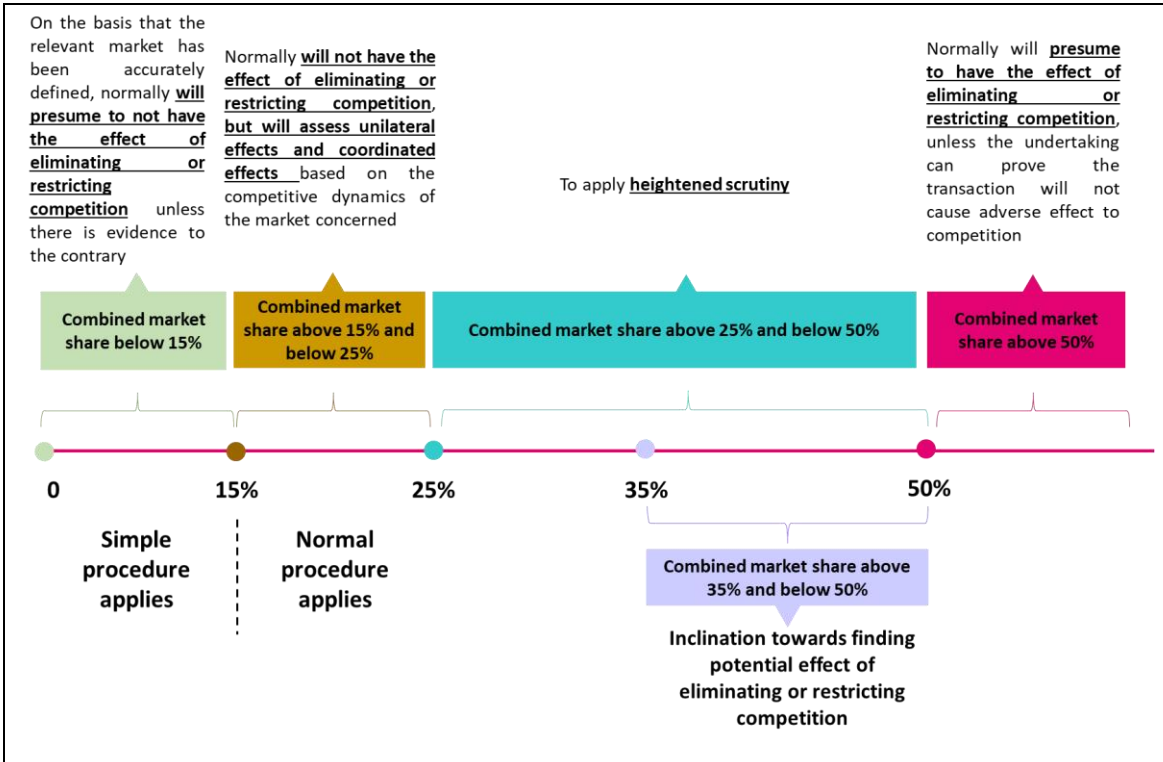 On the basis that the
relevant market has
been accurately
defined, normally will
presume to not have
the effect of
eliminating or
restricting
competition unless
there is evidence to
the contrary
Normally will not have the
effect of eliminating or
restricting competition,
but will assess unilateral
effects and coordinated
effects based on the
competitive dynamics of
the market concerned
To apply heightened scrutiny
Normally will presume
to have the effect of
eliminating or
restricting competition,
unless the undertaking
can prove the
transaction will not
cause adverse effect to
competition
Combined market
share below 15%
Combined market
share above 15% and
below 25%
Combined market share above 25% and below 50%
Combined market
share above 50%
0
15%
25%
35%
50%
Simple
procedure
applies
Normal
procedure
applies
Combined market share above
35% and below 50%
Inclination towards finding
potential effect of
eliminating or restricting
competition